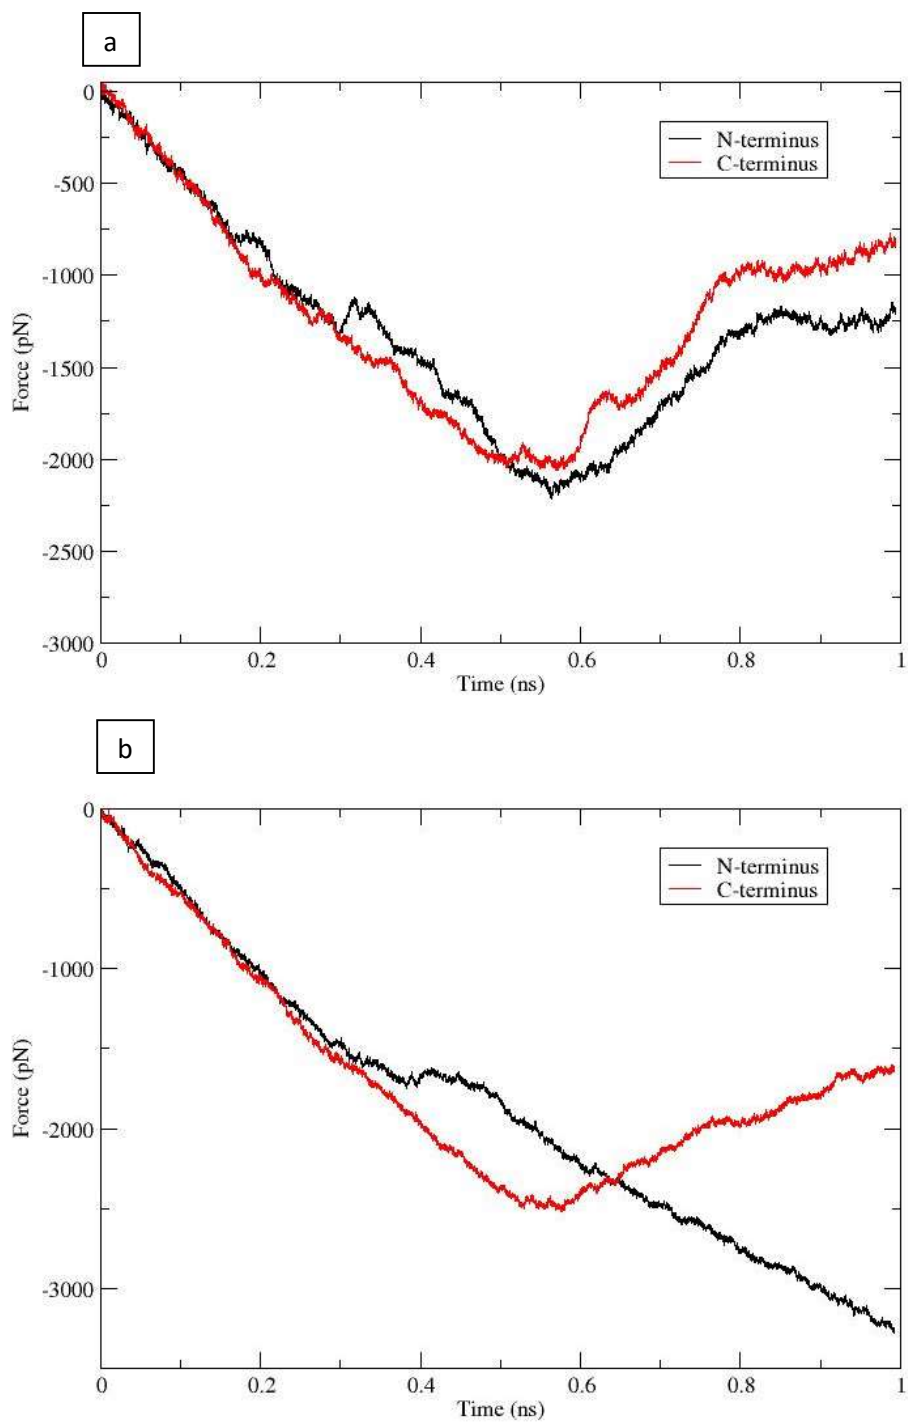 a
0
-500
-1000
-1500
-2000
-2500
-3000
Force (pN)
N-terminus
C-terminus
0 0.2 0.4 0.6 0.8 1
Time (ns)
b
0
-1000
-2000
-3000
Force (pN)
N-terminus
C-terminus
0 0.2 0.4 0.6 0.8 1
Time (ns)